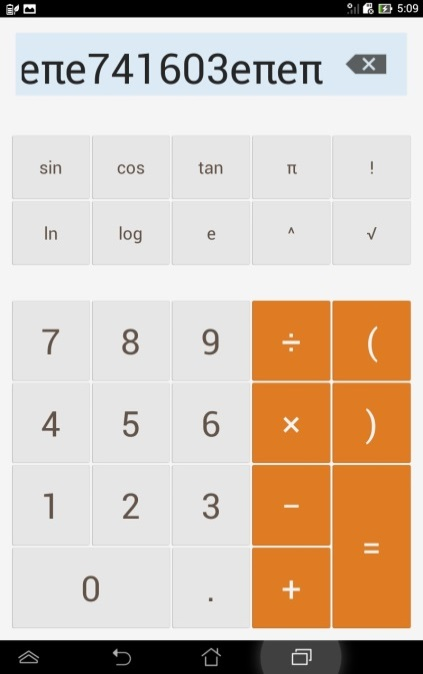 5:09
eπe741603eπeπ
sin cos tan π !
ln log e ^ √
7 8 9 ÷ (
4 5 6 × )
1 2 3 −
=
0 . +